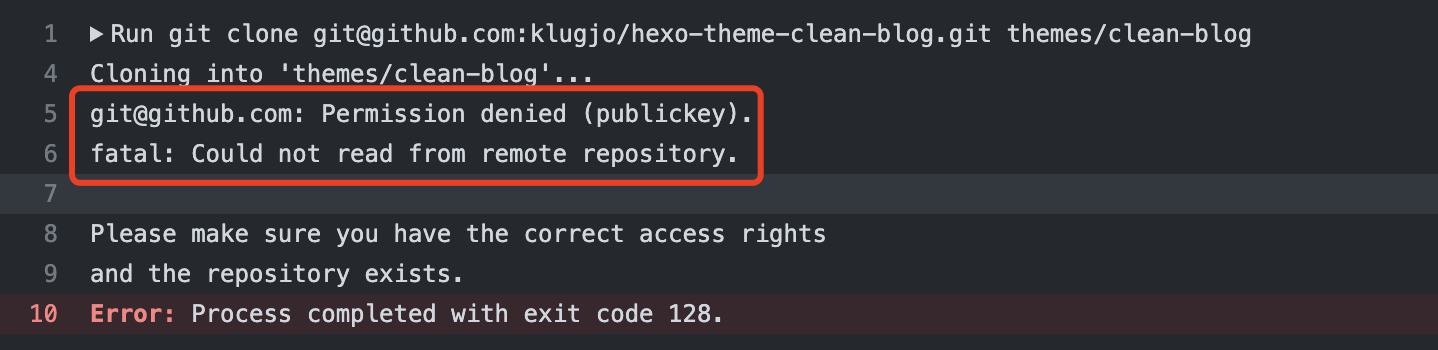 1 ▶Run git clone git@github.com:klugjo/hexo-theme-clean-blog.git themes/clean-blog
4 Cloning into 'themes/clean-blog'...
5 git@github.com: Permission denied (publickey).
6 fatal: Could not read from remote repository.
7
8 Please make sure you have the correct access rights
9 and the repository exists.
10 Error: Process completed with exit code 128.